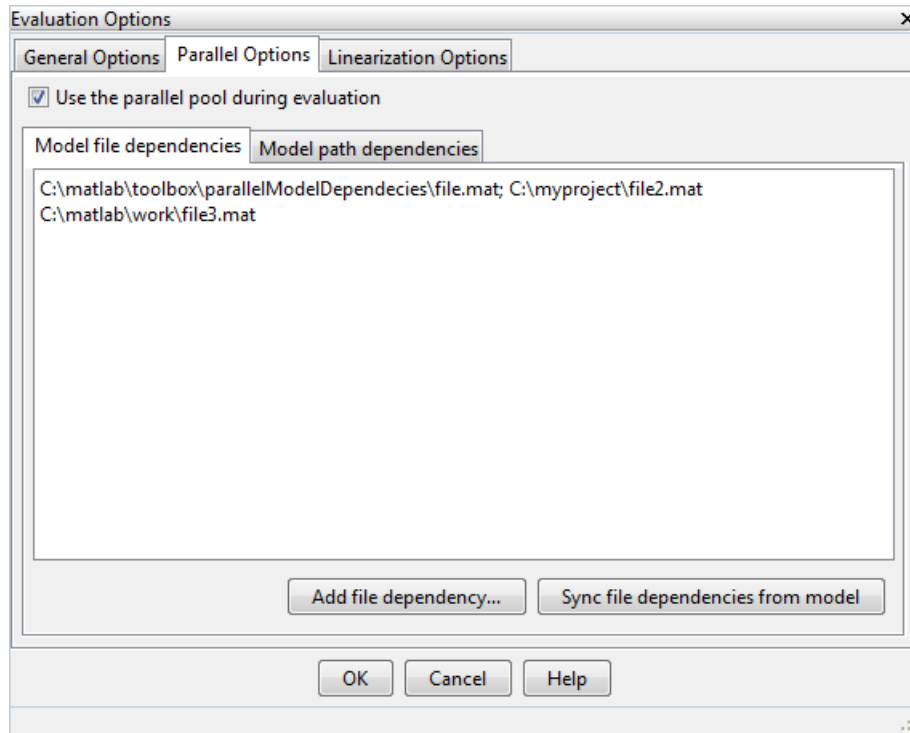 Evaluation Options
General Options Parallel Options Linearization Options
Use the parallel pool during evaluation
Model file dependencies Model path dependencies
C:\matlab\toolbox\parallelModelDependecies\file.mat; C:\myproject\file2.mat
C:\matlab\work\file3.mat
Add file dependency... Sync file dependencies from model
OK Cancel Help